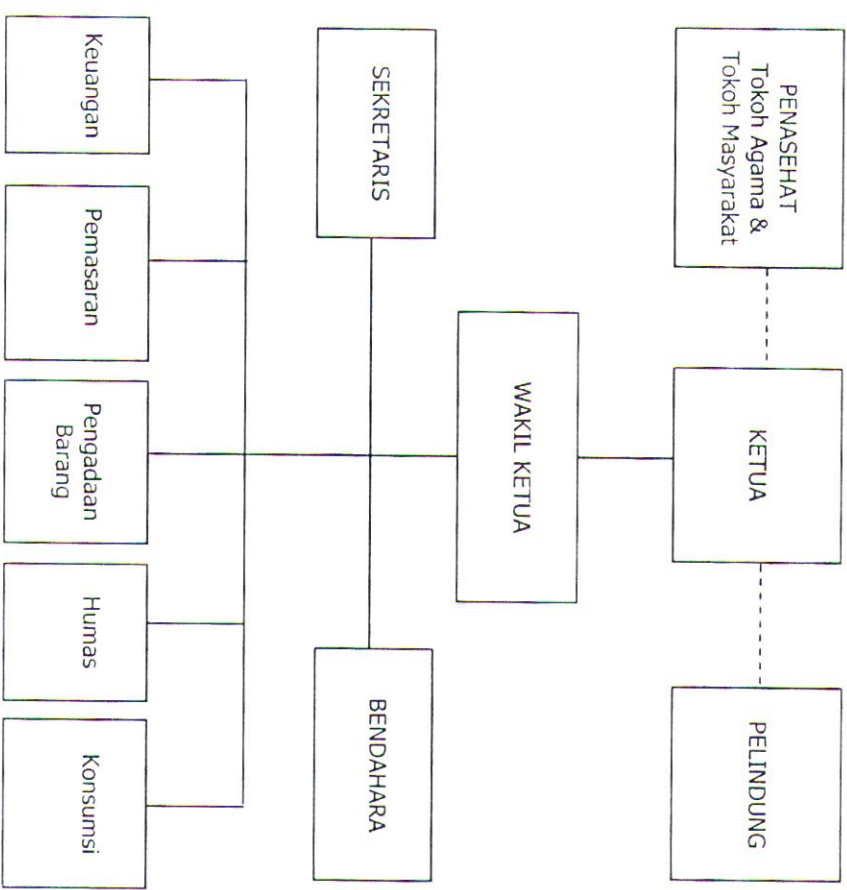 PENASEHAT
Tokoh Agama &
Tokoh Masyarakat
KETUA
PELINDUNG
WAKIL KETUA
SEKRETARIS
BENDAHARA
Keuangan
Pemasaran
Pengadaan
Barang
Humas
Konsumsi